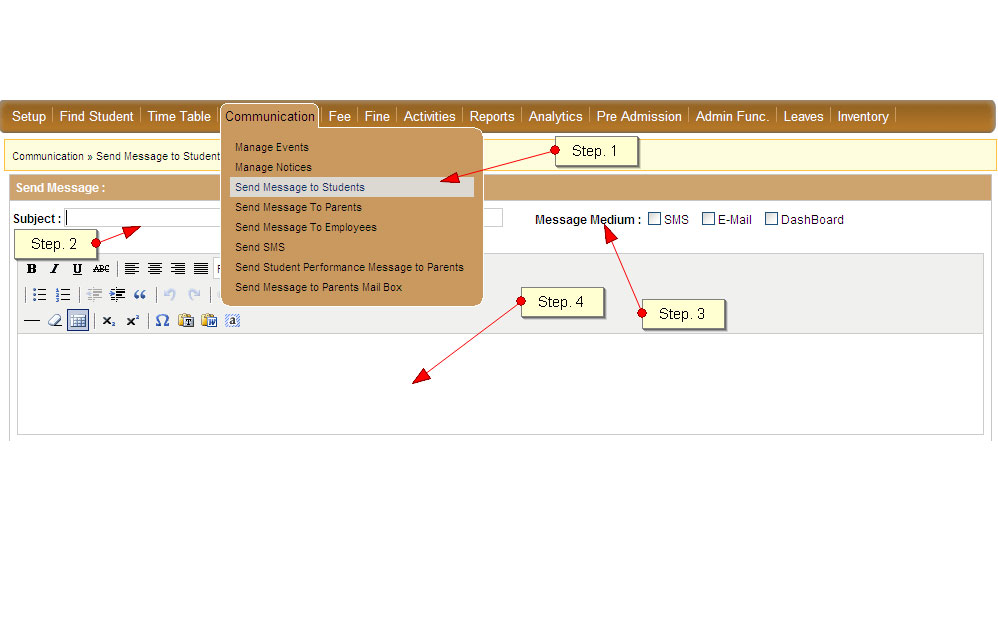 Setup Find Student Time Table Communication Fee Fine Activities Reports Analytics Pre Admission Admin Func. Leaves Inventory
Communication » Send Message to Student
Manage Events
Manage Notices
Send Message to Students
Send Message To Parents
Send Message To Employees
Send SMS
Send Student Performance Message to Parents
Send Message to Parents Mail Box
Step. 1
Send Message :
Subject :
Message Medium : SMS E-Mail DashBoard
Step. 2
B I U ABC
Step. 4
Step. 3